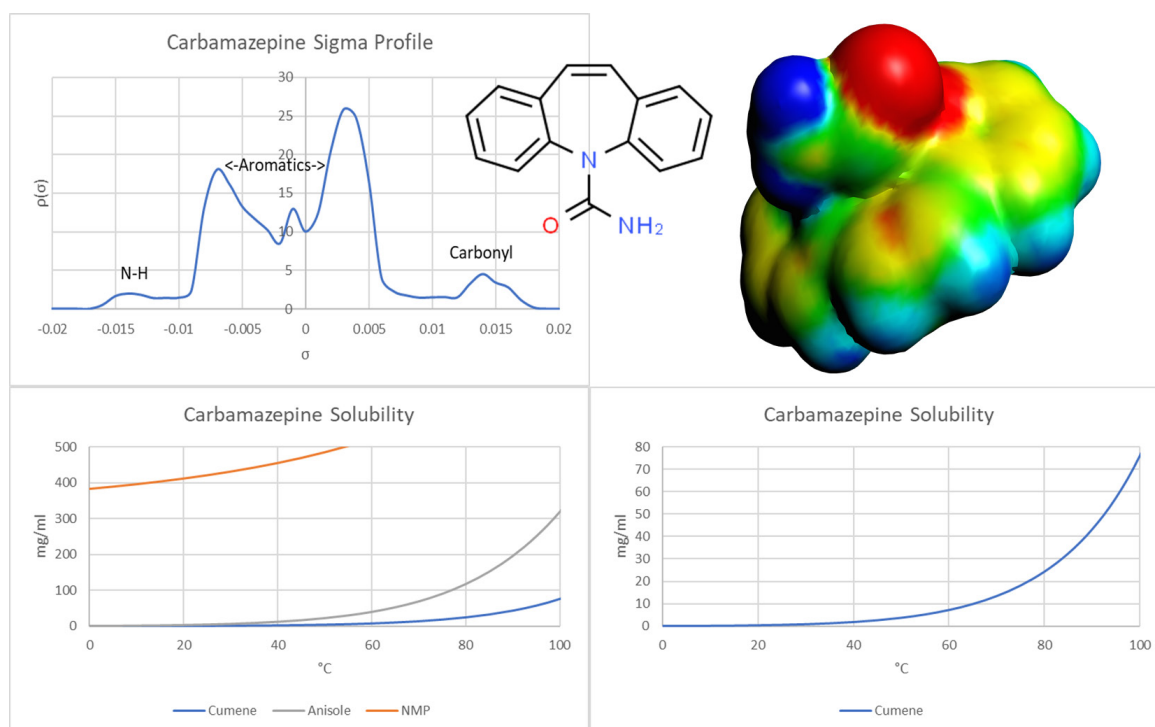 Carbamazepine Sigma Profile
30
25
20
15
10
5
0
ρ(σ)
<-Aromatics->
N-H
Carbonyl
-0.02 -0.015 -0.01 -0.005 0 0.005 0.01 0.015 0.02
σ
N
O
NH₂
Carbamazepine Solubility
500
400
300
200
100
0
mg/ml
0 20 40 60 80 100
°C
Cumene Anisole NMP
Carbamazepine Solubility
80
70
60
50
40
30
20
10
0
mg/ml
0 20 40 60 80 100
°C
Cumene